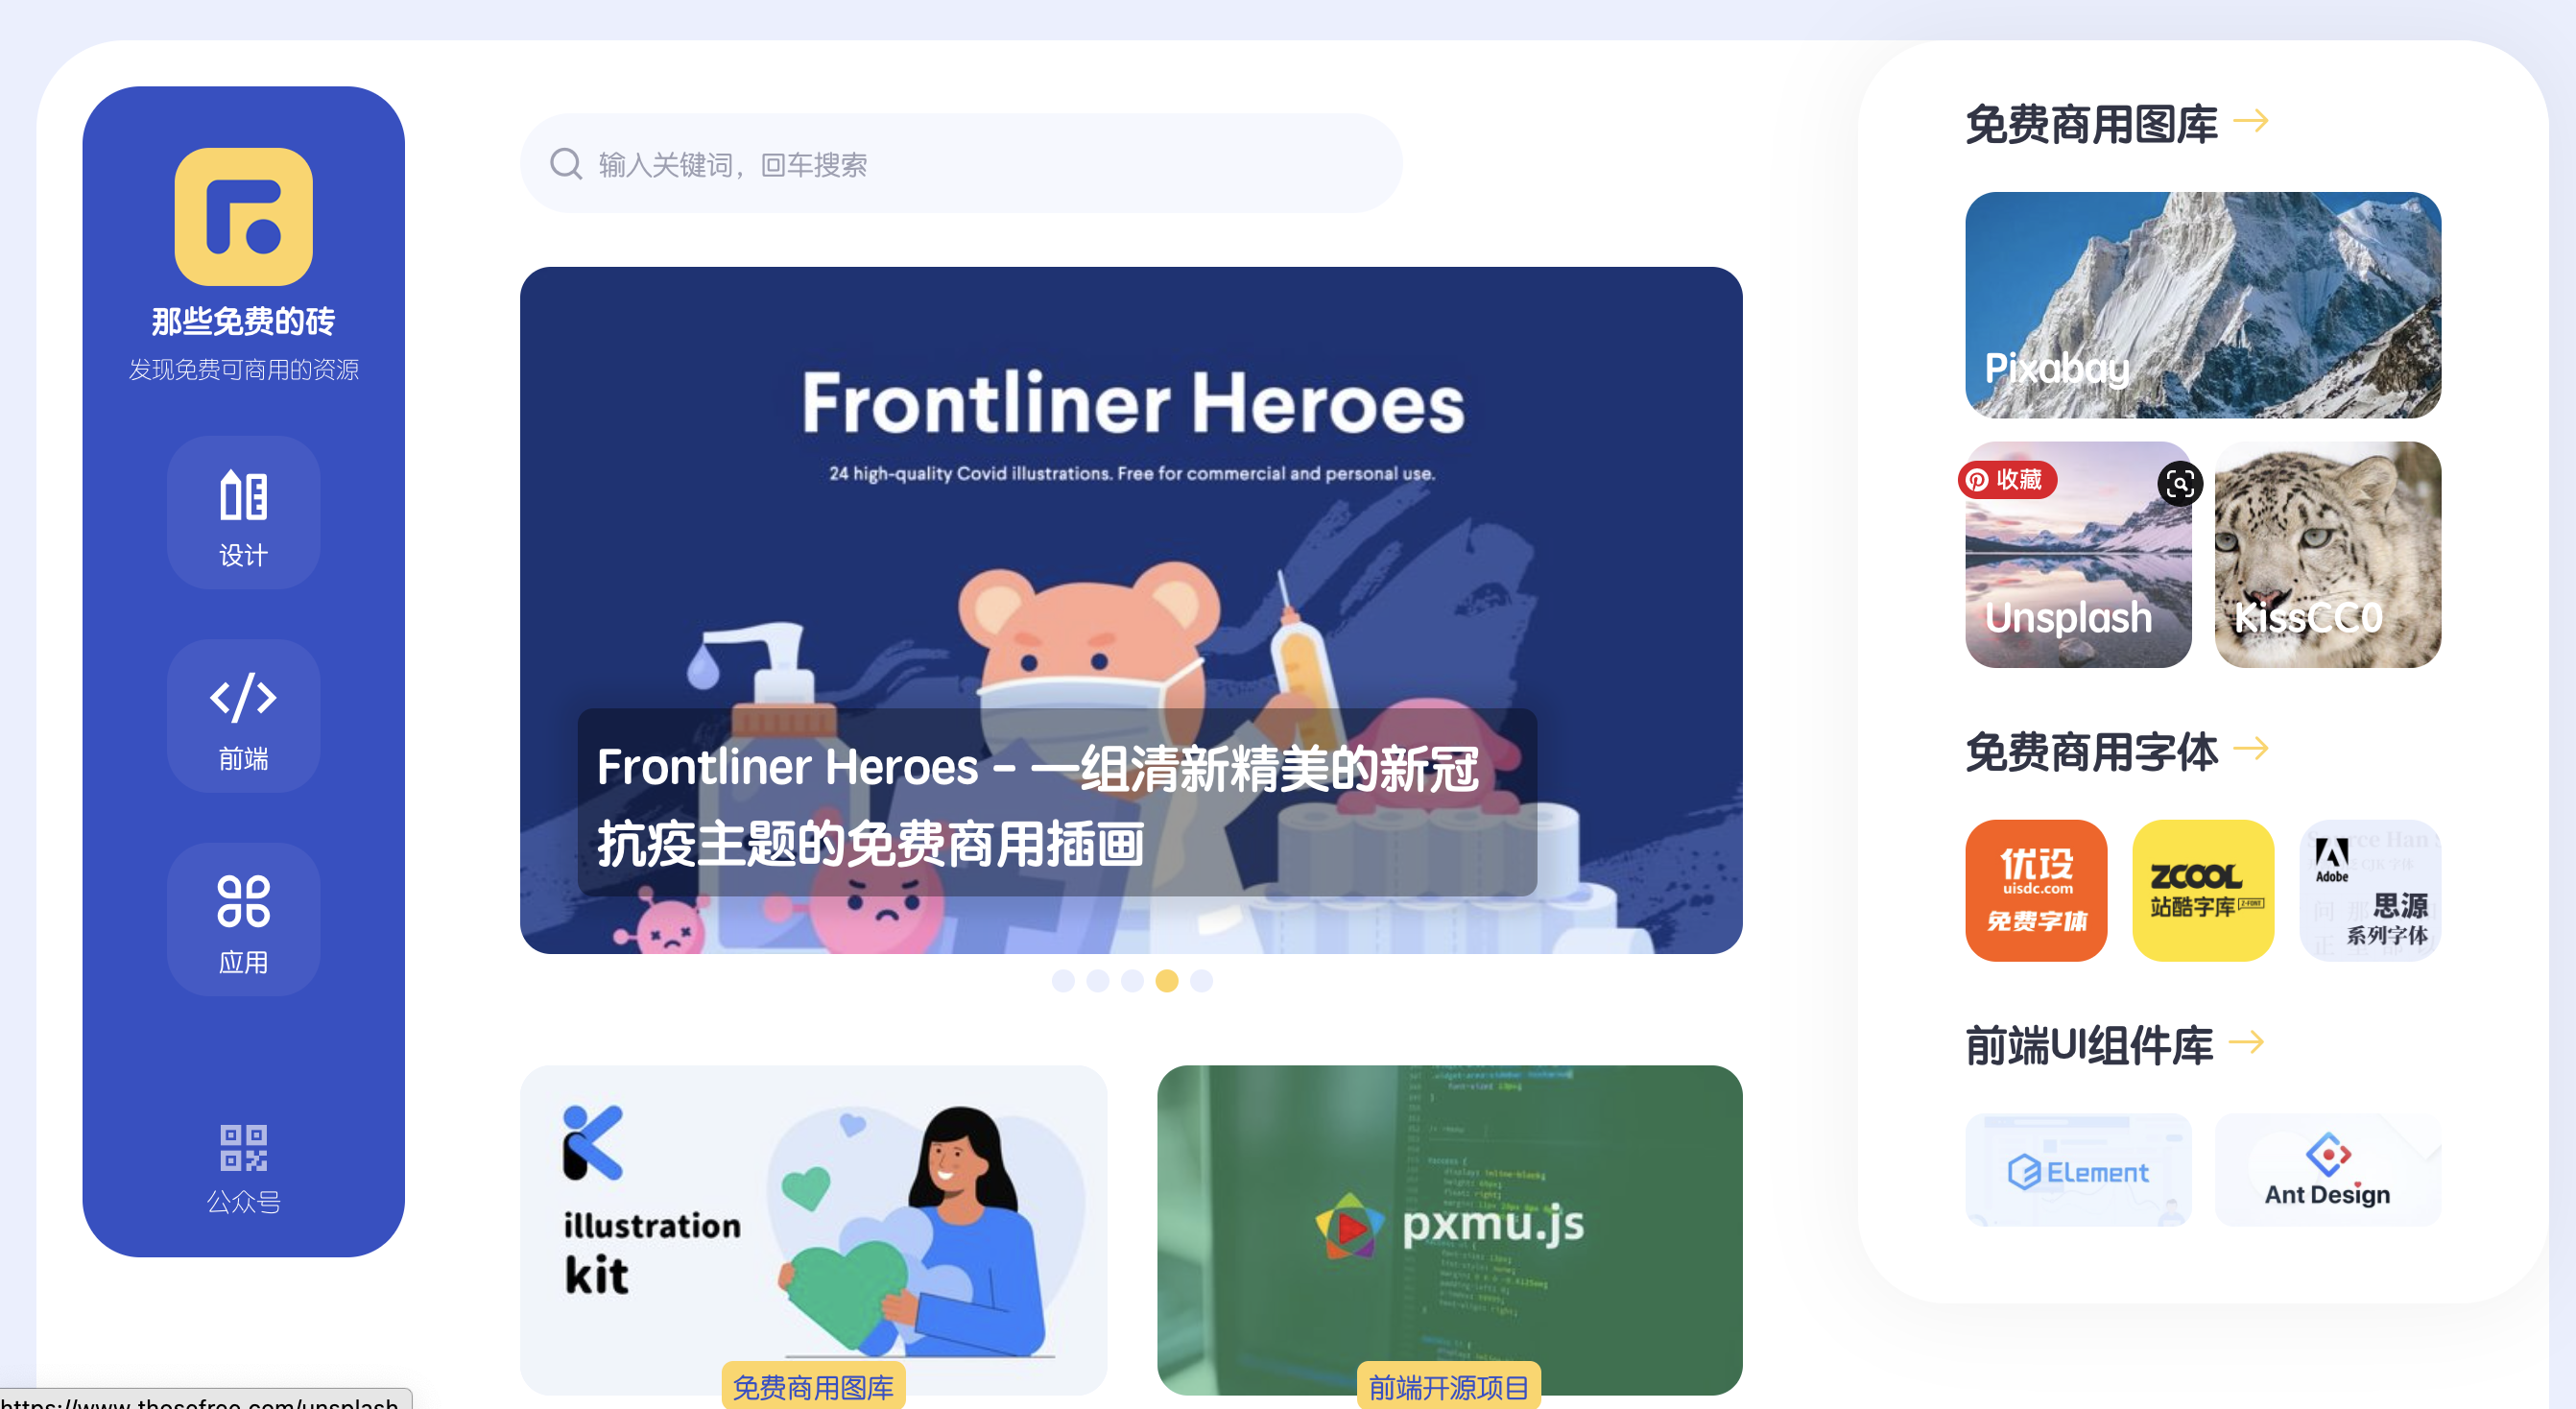 那些免费的砖
发现免费可商用的资源
设计
前端
应用
公众号
输入关键词，回车搜索
Frontliner Heroes
24 high-quality Covid illustrations. Free for commercial and personal use.
Frontliner Heroes – 一组清新精美的新冠
抗疫主题的免费商用插画
illustration
kit
免费商用图库
pxmu.js
前端开源项目
免费商用图库
Pixabay
收藏
Unsplash
KissCC0
免费商用字体
优设
uisdc.com
免费字体
ZCOOL
站酷字库 Z-FONT
Adobe
思源
系列字体
前端UI组件库
Element
Ant Design
https://www.thosefree.com/unsplash